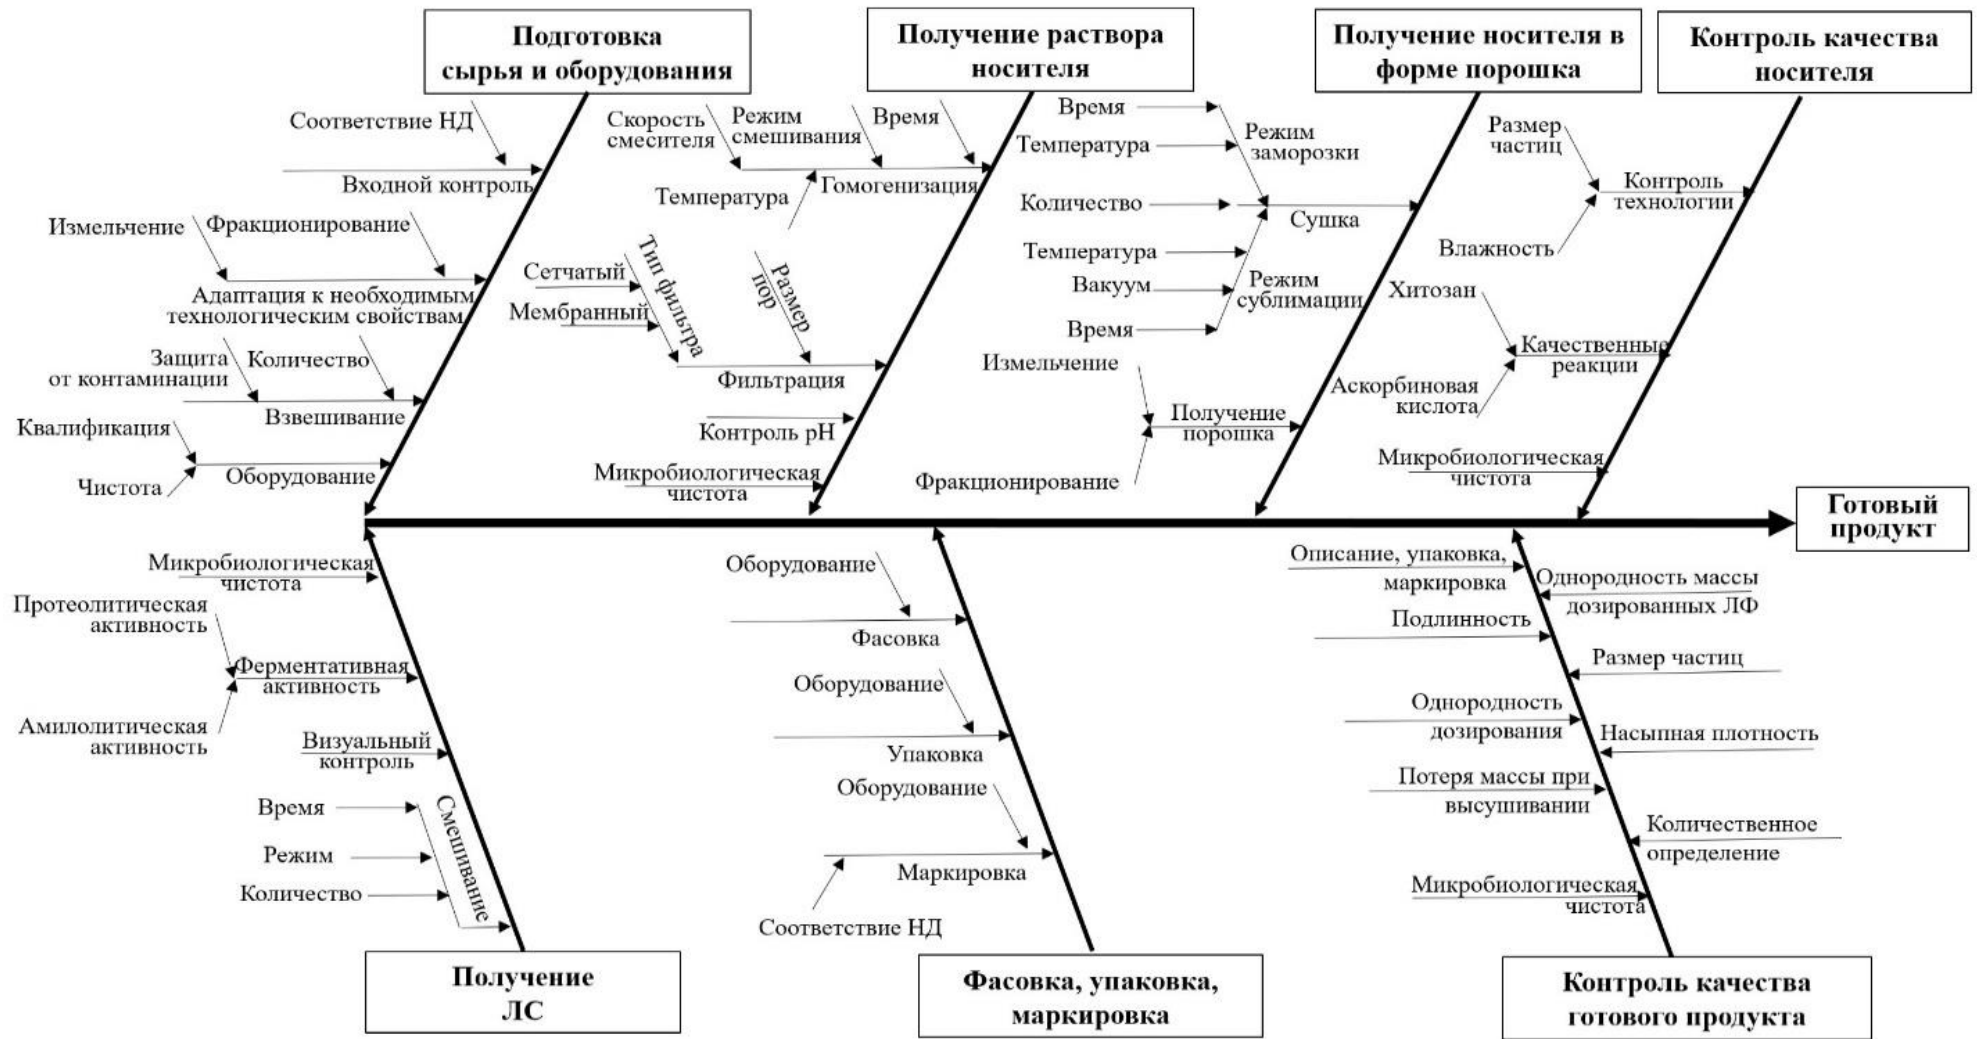 Подготовка
сырья и оборудования
Соответствие НД
Входной контроль
Измельчение
Фракционирование
Адаптация к необходимым
технологическим свойствам
Защита
от контаминации
Количество
Взвешивание
Квалификация
Чистота
Оборудование
Получение раствора
носителя
Скорость
смесителя
Режим
смешивания
Время
Температура
Гомогенизация
Сетчатый
Мембранный
Тип фильтра
Размер
пор
Фильтрация
Контроль pH
Микробиологическая
чистота
Получение носителя в
форме порошка
Время
Температура
Режим
заморозки
Количество
Сушка
Температура
Вакуум
Время
Режим
сублимации
Измельчение
Получение
порошка
Фракционирование
Контроль качества
носителя
Размер
частиц
Контроль
технологии
Влажность
Хитозан
Качественные
реакции
Аскорбиновая
кислота
Микробиологическая
чистота
Готовый
продукт
Микробиологическая
чистота
Протеолитическая
активность
Ферментативная
активность
Амилолитическая
активность
Визуальный
контроль
Время
Режим
Количество
Смешивание
Получение
ЛС
Оборудование
Фасовка
Оборудование
Упаковка
Оборудование
Маркировка
Соответствие НД
Фасовка, упаковка,
маркировка
Описание, упаковка,
маркировка
Однородность массы
дозированных ЛФ
Подлинность
Размер частиц
Однородность
дозирования
Насыпная плотность
Потеря массы при
высушивании
Количественное
определение
Микробиологическая
чистота
Контроль качества
готового продукта